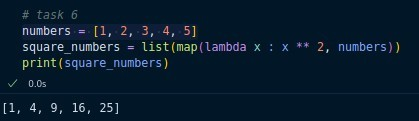 # task 6
numbers = [1, 2, 3, 4, 5]
square_numbers = list(map(lambda x : x ** 2, numbers))
print(square_numbers)
0.0s
[1, 4, 9, 16, 25]